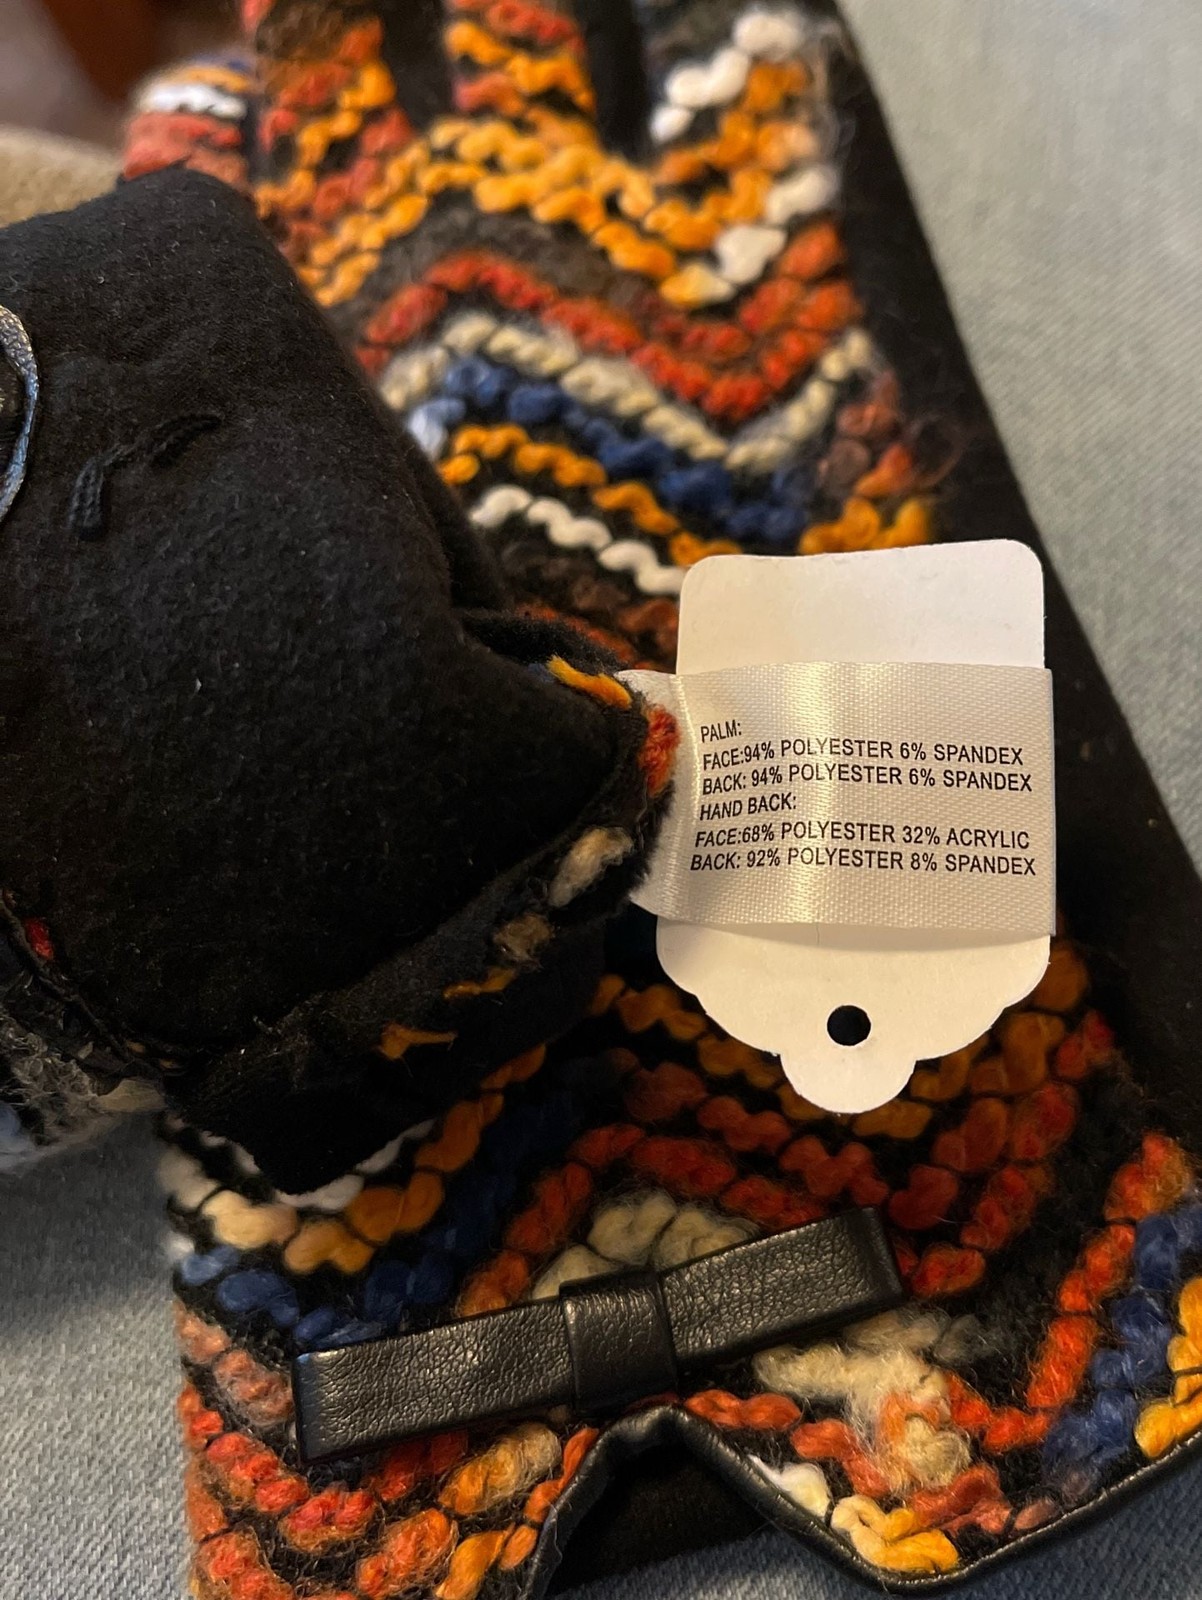 PALM:
FACE:94% POLYESTER 6% SPANDEX
BACK: 94% POLYESTER 6% SPANDEX
HAND BACK:
FACE:68% POLYESTER 32% ACRYLIC
BACK: 92% POLYESTER 8% SPANDEX